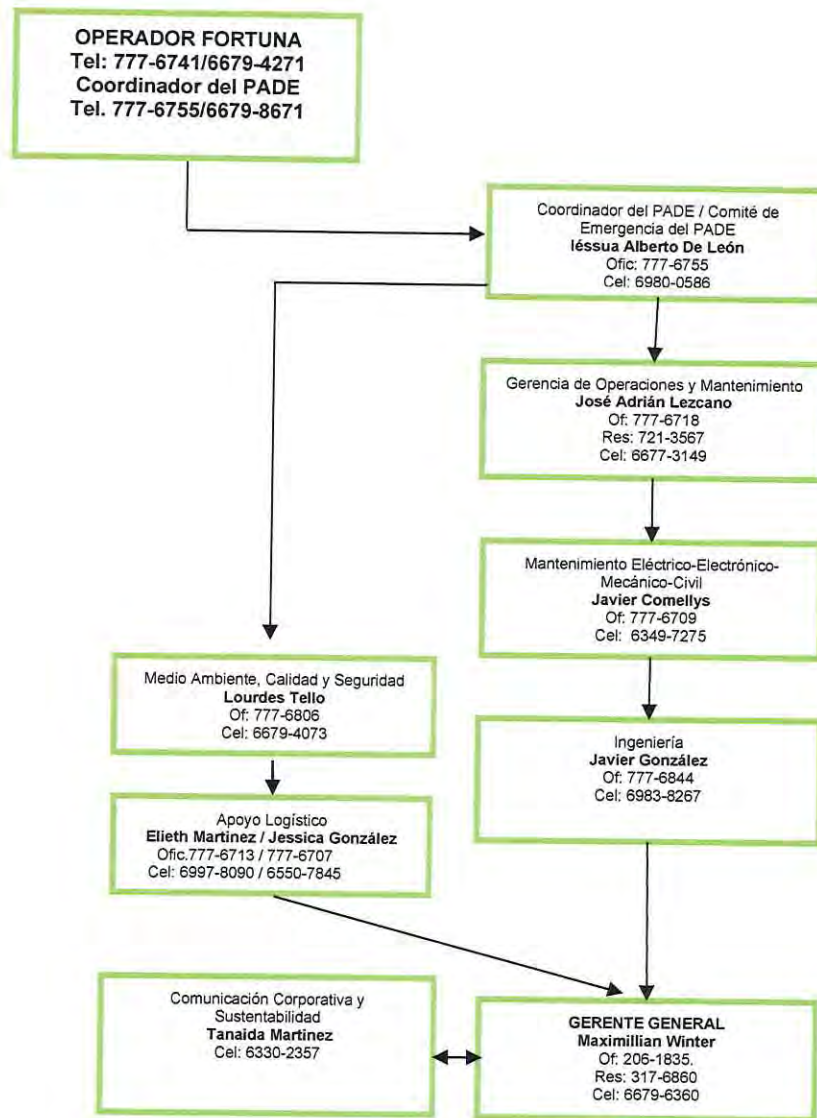 OPERADOR FORTUNA
Tel: 777-6741/6679-4271
Coordinador del PADE
Tel. 777-6755/6679-8671
Coordinador del PADE / Comité de
Emergencia del PADE
Iéssua Alberto De León
Ofic: 777-6755
Cel: 6980-0586
Gerencia de Operaciones y Mantenimiento
José Adrián Lezcano
Of: 777-6718
Res: 721-3567
Cel: 6677-3149
Mantenimiento Eléctrico-Electrónico-
Mecánico-Civil
Javier Comellys
Of: 777-6709
Cel: 6349-7275
Medio Ambiente, Calidad y Seguridad
Lourdes Tello
Of: 777-6806
Cel: 6679-4073
Ingeniería
Javier González
Of: 777-6844
Cel: 6983-8267
Apoyo Logístico
Elieth Martinez / Jessica González
Ofic.777-6713 / 777-6707
Cel: 6997-8090 / 6550-7845
Comunicación Corporativa y
Sustentabilidad
Tanaida Martinez
Cel: 6330-2357
GERENTE GENERAL
Maximillian Winter
Of: 206-1835.
Res: 317-6860
Cel: 6679-6360